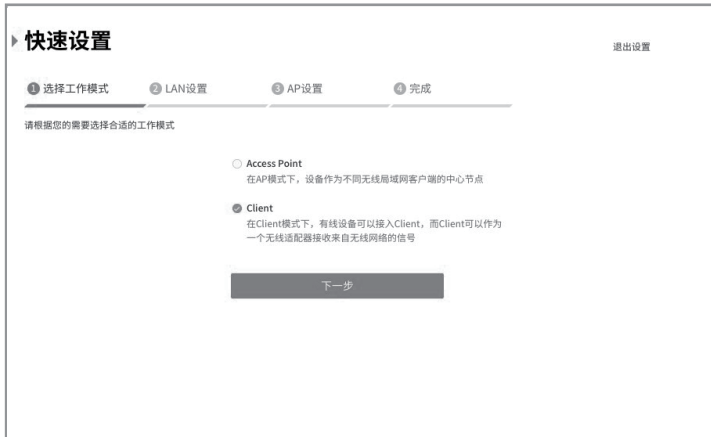 快速设置
退出设置
1 选择工作模式 2 LAN设置 3 AP设置 4 完成
请根据您的需要选择合适的工作模式
Access Point
在AP模式下，设备作为不同无线局域网客户端的中心节点
Client
在Client模式下，有线设备可以接入Client，而Client可以作为
一个无线适配器接收来自无线网络的信号
下一步